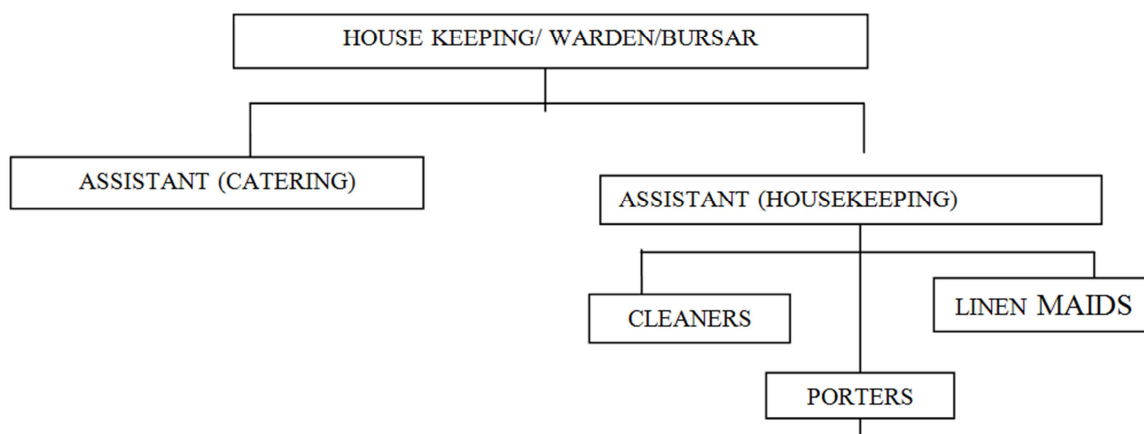 HOUSE KEEPING/ WARDEN/BURSAR
ASSISTANT (CATERING)
ASSISTANT (HOUSEKEEPING)
CLEANERS
LINEN MAIDS
PORTERS